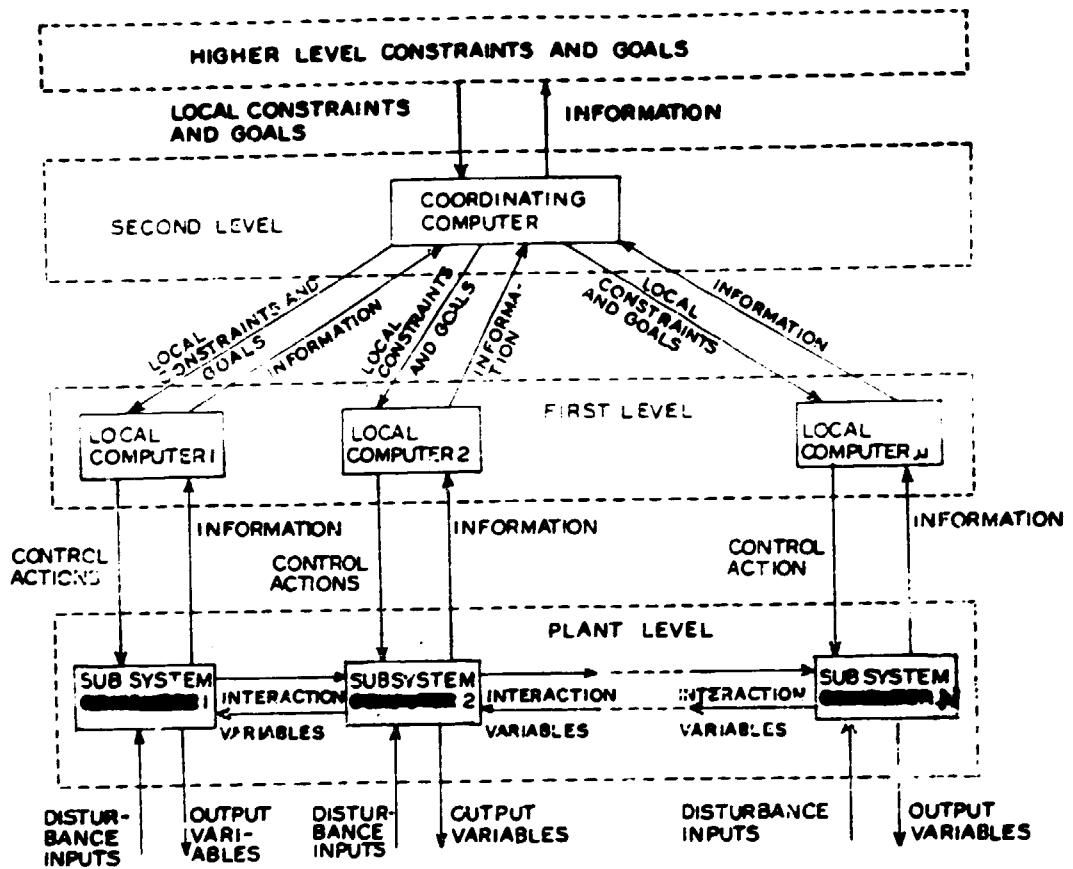 HIGHER LEVEL CONSTRAINTS AND GOALS
LOCAL CONSTRAINTS
AND GOALS
INFORMATION
SECOND LEVEL
COORDINATING
COMPUTER
LOCAL
CONSTRAINTS AND
GOALS
INFORMATION
LOCAL
CONSTRAINTS
AND GOALS
INFORMA-
TION
LOCAL
CONSTRAINTS
AND GOALS
INFORMATION
FIRST LEVEL
LOCAL
COMPUTER 1
LOCAL
COMPUTER 2
LOCAL
COMPUTER N
CONTROL
ACTIONS
INFORMATION
CONTROL
ACTIONS
INFORMATION
CONTROL
ACTION
INFORMATION
PLANT LEVEL
SUB SYSTEM
1
INTERACTION
VARIABLES
SUBSYSTEM
2
INTERACTION
VARIABLES
INTERACTION
VARIABLES
SUB SYSTEM
N
DISTUR-
BANCE
INPUTS
OUTPUT
VARI-
ABLES
DISTUR-
BANCE
INPUTS
OUTPUT
VARIABLES
DISTURBANCE
INPUTS
OUTPUT
VARIABLES